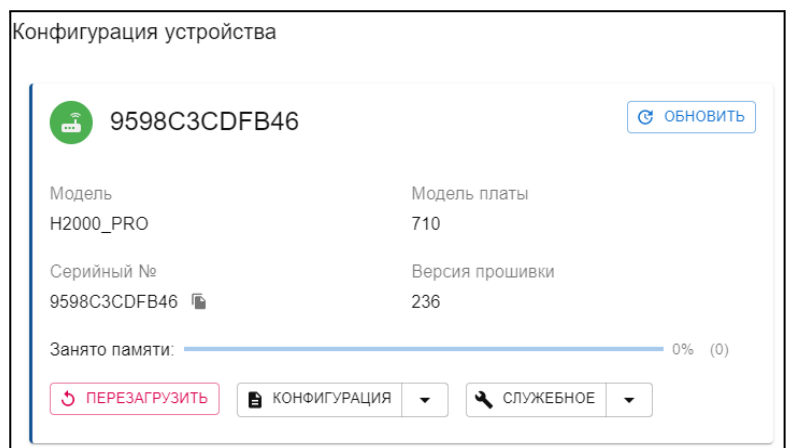 Конфигурация устройства
9598C3CDFB46
ОБНОВИТЬ
Модель
Модель платы
H2000_PRO
710
Серийный №
Версия прошивки
9598C3CDFB46
236
Занято памяти: 0% (0)
ПЕРЕЗАГРУЗИТЬ
КОНФИГУРАЦИЯ
СЛУЖЕБНОЕ